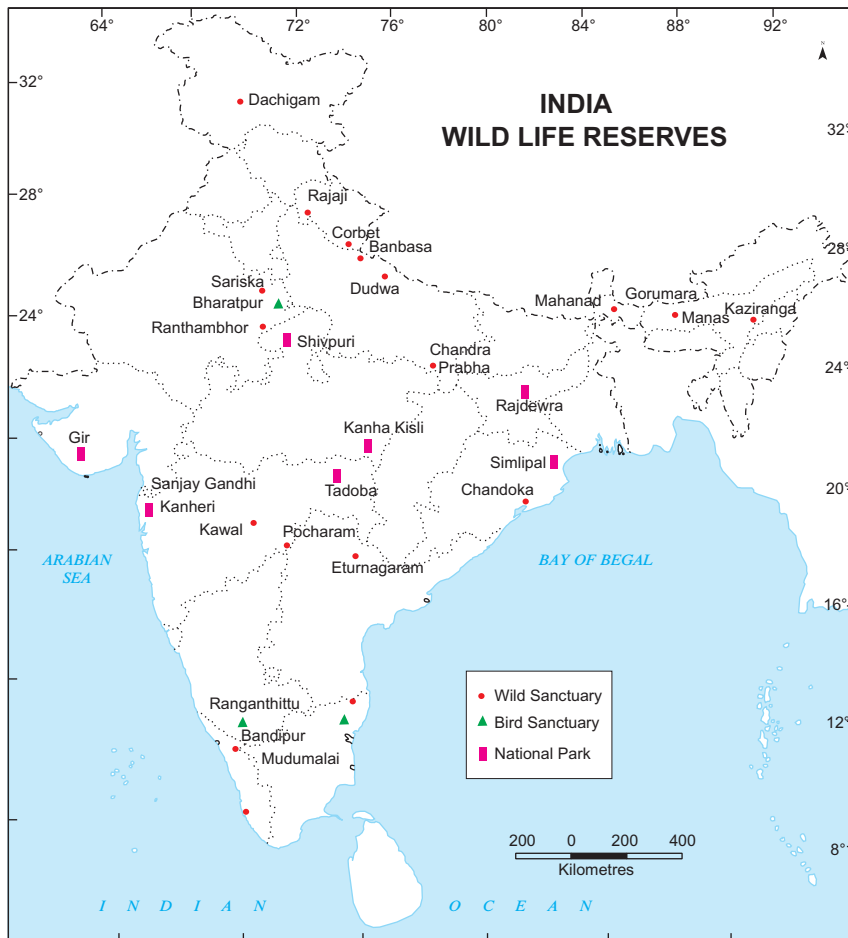 64° 72 76 80 84 88 92
N
32°
INDIA
WILD LIFE RESERVES
Dachigam
32°
28°
Rajaji
Corbet
Banbasa
28°
Sariska
Dudwa
Bharatpur
Mahanad
Gorumara
Manas
Kaziranga
24°
Ranthambhor
Shivpuri
Chandra
Prabha
24°
Rajdewra
Kanha Kisli
Gir
Simlipal
Sanjay Gandhi
Tadoba
Kanheri
Chandoka
20°
Kawal
Pocharam
Eturnagaram
ARABIAN
SEA
BAY OF BEGAL
16°
Ranganthittu
Wild Sanctuary
Bird Sanctuary
National Park
12°
Bandipur
Mudumalai
200 0 200 400
Kilometres
8°
INDIAN OCEAN